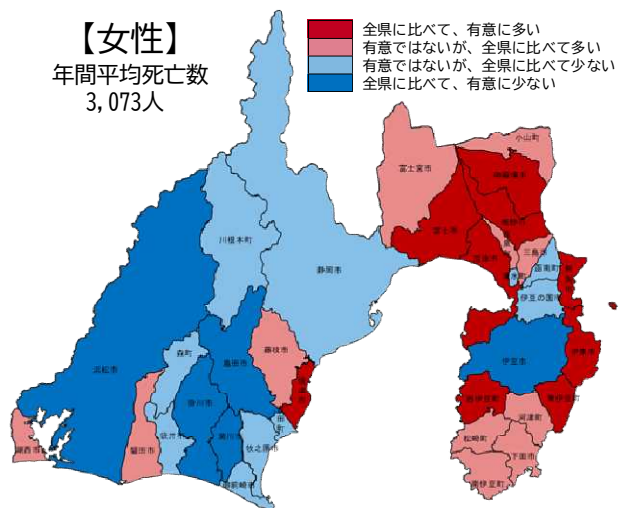 【女性】
年間平均死亡数
3,073人
全県に比べて、有意に多い
有意ではないが、全県に比べて多い
有意ではないが、全県に比べて少ない
全県に比べて、有意に少ない
小山町
富士宮市
御殿場市
裾野市
川根本町
富士市
静岡市
三島市
沼津市
函南町
伊豆の国市
森町
島田市
藤枝市
浜松市
伊豆市
伊東市
掛川市
西伊豆町
東伊豆町
河津町
菊川市
松崎町
湖西市
磐田市
袋井市
牧之原市
下田市
御前崎市
南伊豆町